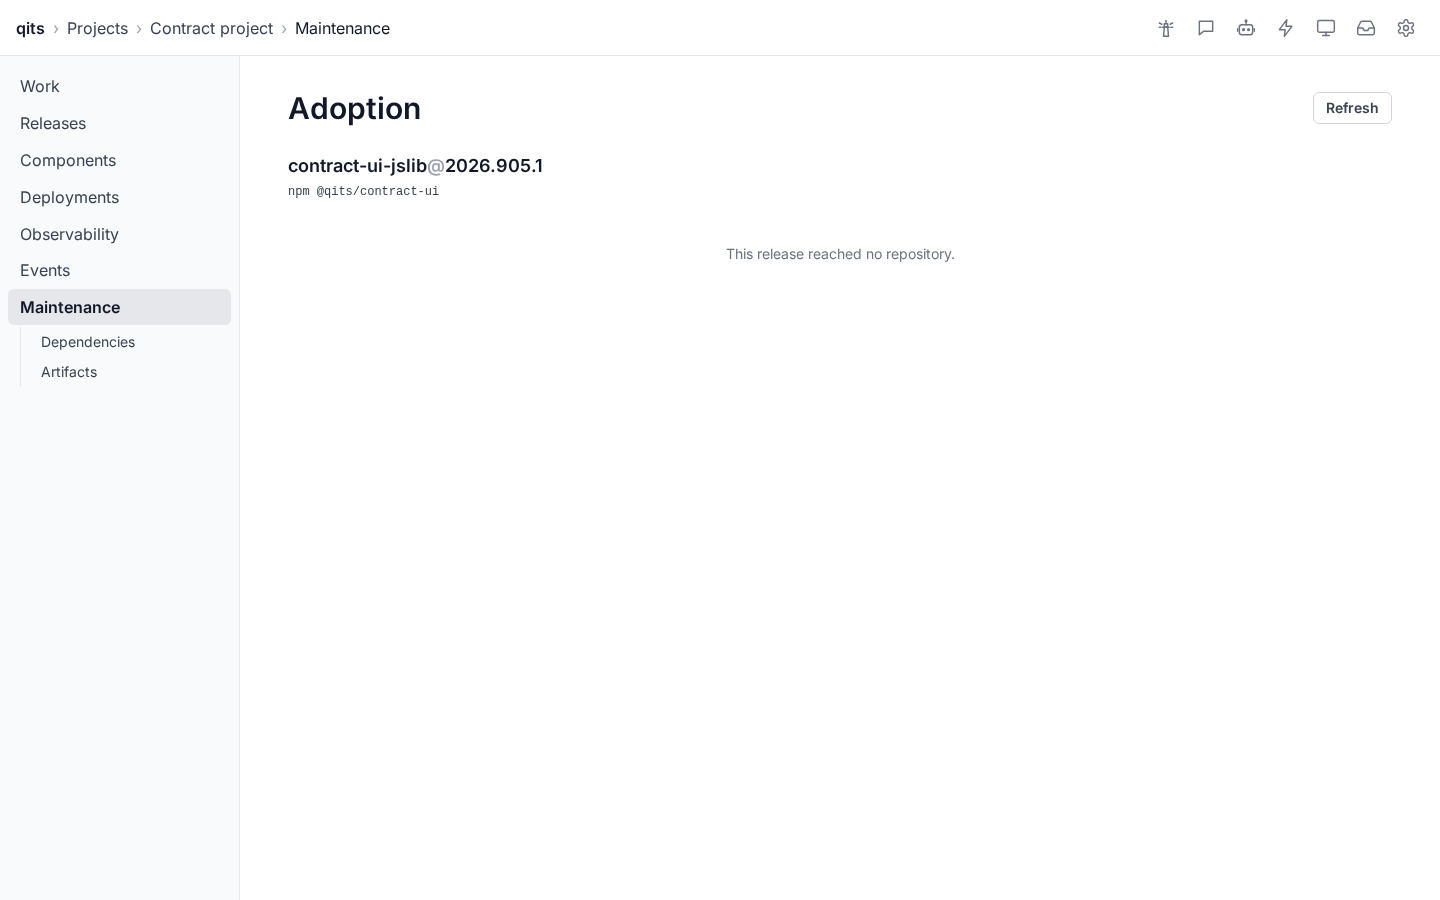 qits › Projects › Contract project › Maintenance
Work
Releases
Components
Deployments
Observability
Events
Maintenance
Dependencies
Artifacts
Adoption
Refresh
contract-ui-jslib@2026.905.1
npm @qits/contract-ui
This release reached no repository.